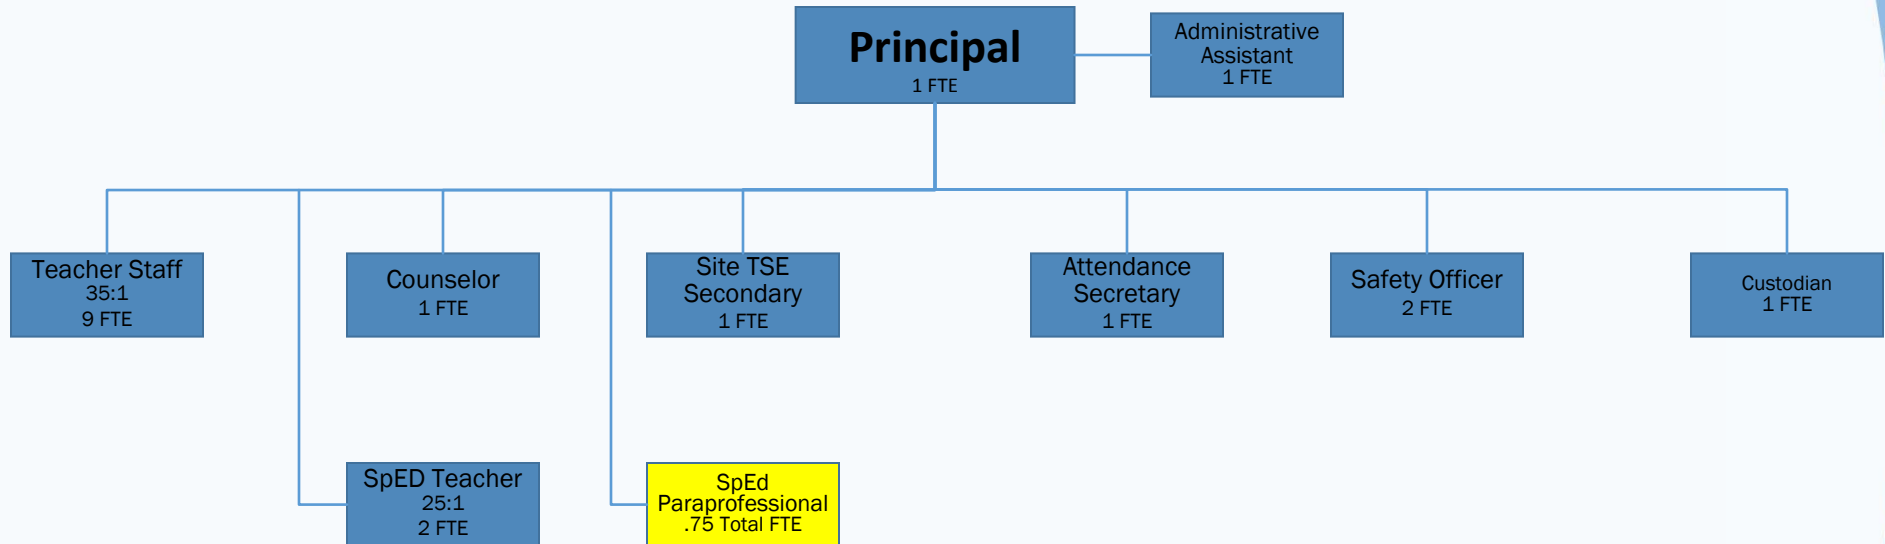 Principal
1 FTE
Administrative
Assistant
1 FTE
Teacher Staff
35:1
9 FTE
Counselor
1 FTE
Site TSE
Secondary
1 FTE
Attendance
Secretary
1 FTE
Safety Officer
2 FTE
Custodian
1 FTE
SpED Teacher
25:1
2 FTE
SpEd
Paraprofessional
.75 Total FTE